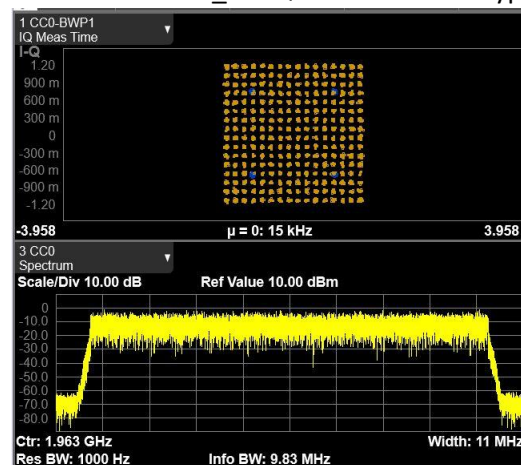 1 CC0-BWP1
IQ Meas Time
I-Q
1.20
900 m
600 m
300 m
0
-300 m
-600 m
-900 m
-1.20
-3.958 µ = 0: 15 kHz 3.958
3 CC0
Spectrum
Scale/Div 10.00 dB Ref Value 10.00 dBm
0
-10.0
-20.0
-30.0
-40.0
-50.0
-60.0
-70.0
-80.0
Ctr: 1.963 GHz Width: 11 MHz
Res BW: 1000 Hz Info BW: 9.83 MHz